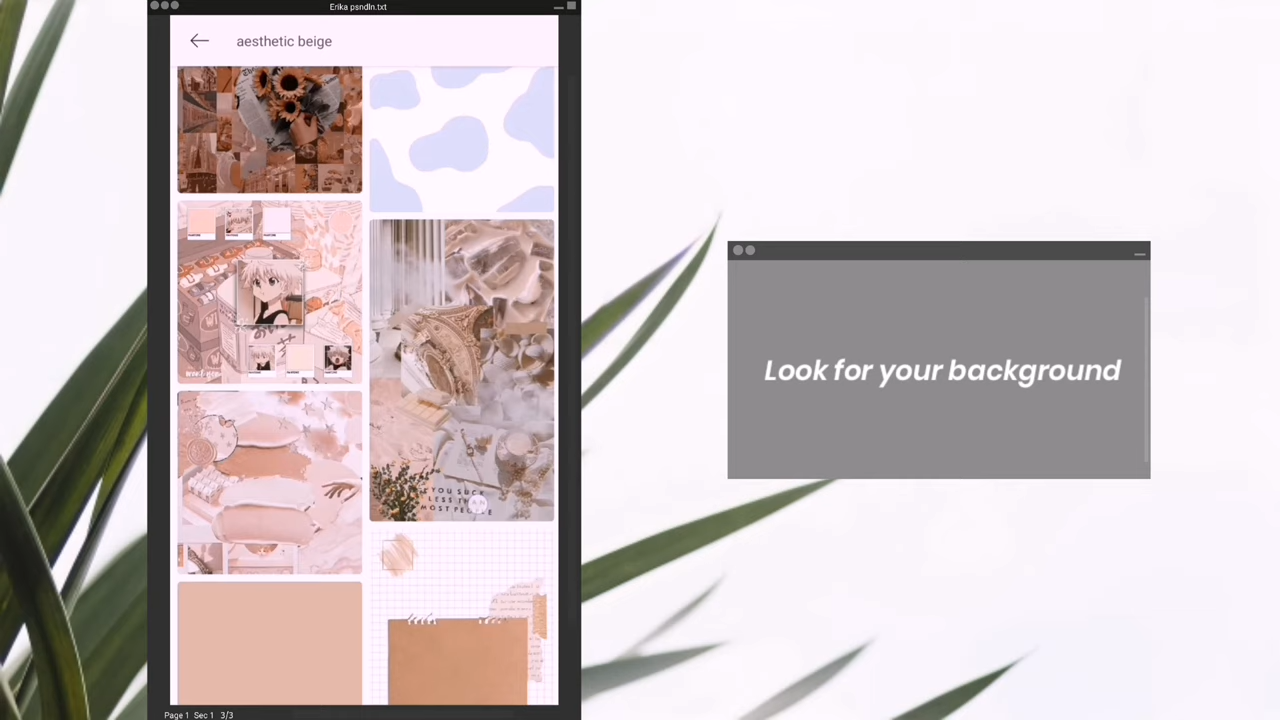 Erika psndln.txt
aesthetic beige
YOU SUCK
LESS THAN
MOST PEOPLE
Look for your background
Page 1 Sec 1 3/3